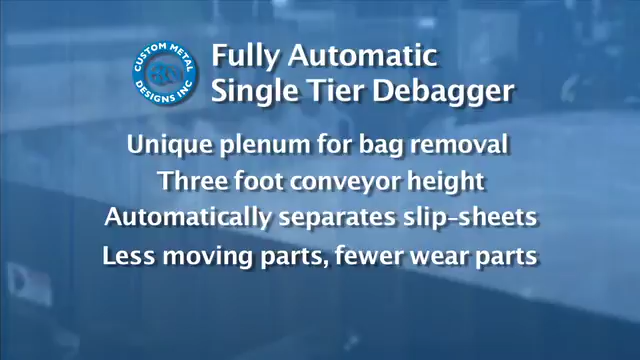 CUSTOM METAL
DESIGNS INC
Fully Automatic
Single Tier Debagger
Unique plenum for bag removal
Three foot conveyor height
Automatically separates slip-sheets
Less moving parts, fewer wear parts